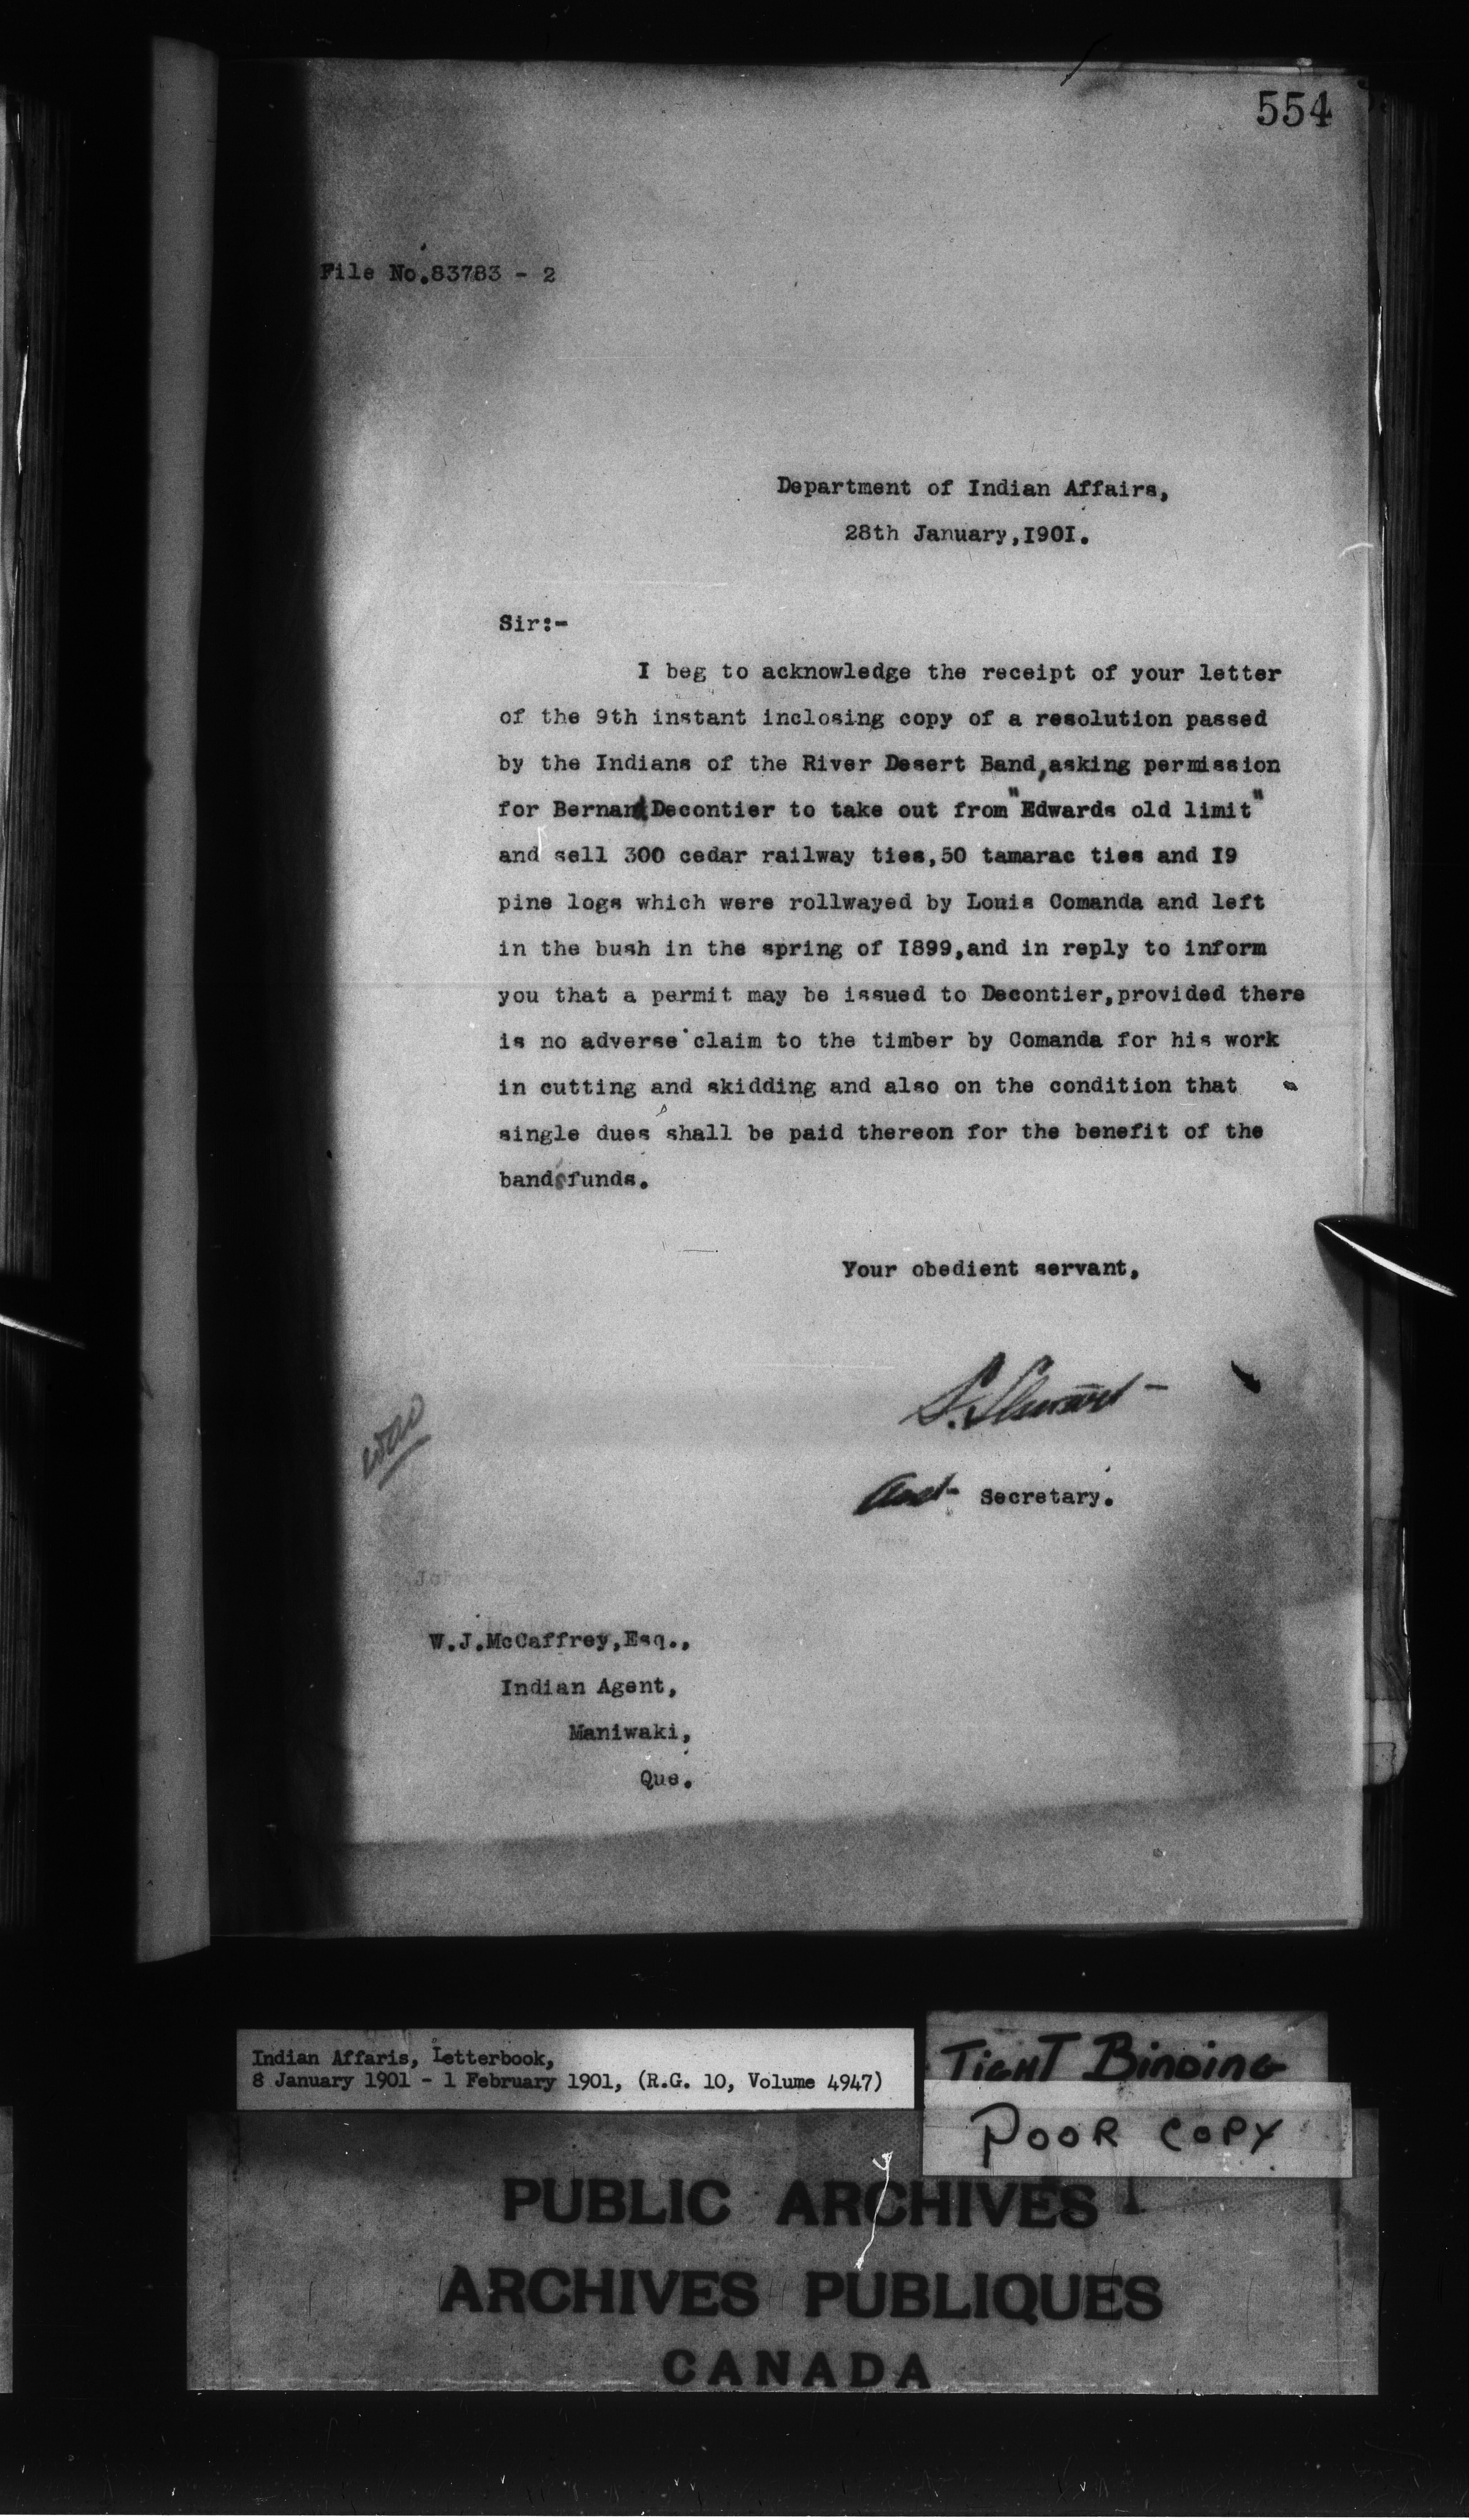 554
File No.83783 - 2
Department of Indian Affairs,
28th January,I90I.
Sir:-
I beg to acknowledge the receipt of your letter
of the 9th instant inclosing copy of a resolution passed
by the Indians of the River Desert Band,asking permission
for Bernard Decontier to take out from "Edwards old limit"
and sell 300 cedar railway ties,50 tamarac ties and I9
pine logs which were rollwayed by Louis Comanda and left
in the bush in the spring of I899,and in reply to inform
you that a permit may be issued to Decontier,provided there
is no adverse claim to the timber by Comanda for his work
in cutting and skidding and also on the condition that
single dues shall be paid thereon for the benefit of the
band's funds.
Your obedient servant,
S. Stewart
Asst- Secretary.
W.J.McCaffrey,Esq.,
Indian Agent,
Maniwaki,
Que.
Indian Affaris, Letterbook,
8 January 1901 - 1 February 1901, (R.G. 10, Volume 4947)
TIGHT BINDING
POOR COPY
PUBLIC ARCHIVES
ARCHIVES PUBLIQUES
CANADA